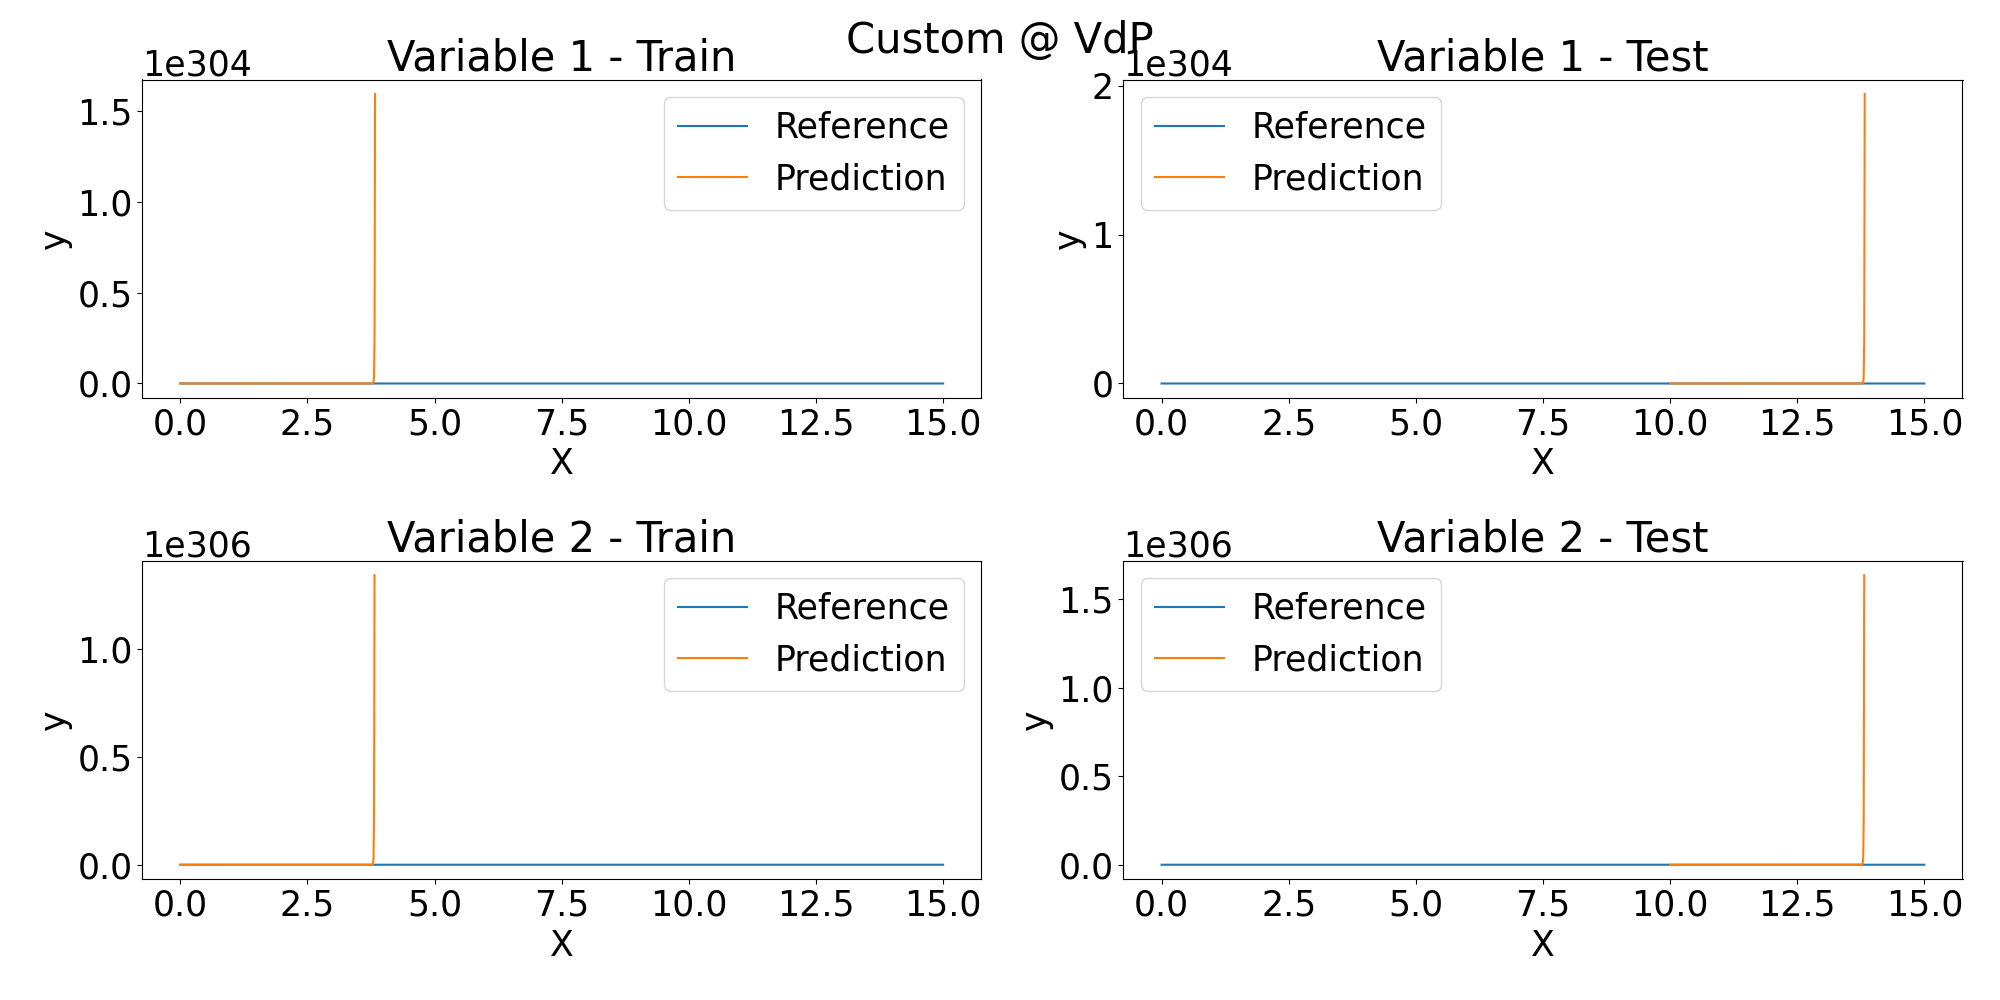 Custom @ VdP
Variable 1 - Train
1e304
1.5
1.0
0.5
0.0
y
Reference
Prediction
0.0 2.5 5.0 7.5 10.0 12.5 15.0
X
Variable 1 - Test
1e304
2
1
0
y
Reference
Prediction
0.0 2.5 5.0 7.5 10.0 12.5 15.0
X
Variable 2 - Train
1e306
1.0
0.5
0.0
y
Reference
Prediction
0.0 2.5 5.0 7.5 10.0 12.5 15.0
X
Variable 2 - Test
1e306
1.5
1.0
0.5
0.0
y
Reference
Prediction
0.0 2.5 5.0 7.5 10.0 12.5 15.0
X